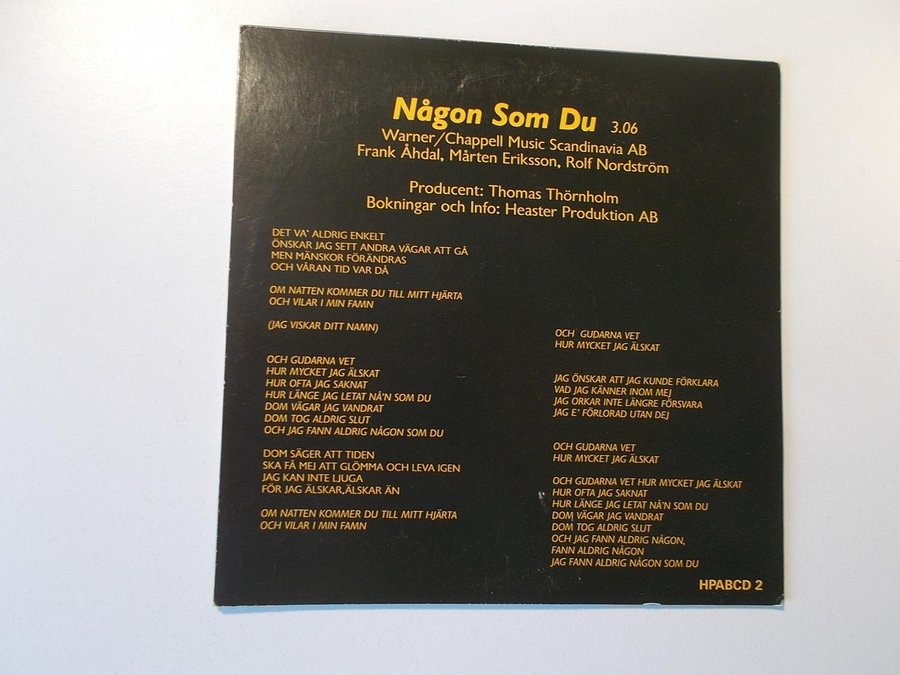 Någon Som Du 3.06
Warner/Chappell Music Scandinavia AB
Frank Åhdal, Mårten Eriksson, Rolf Nordström
Producent: Thomas Thörnholm
Bokningar och Info: Heaster Produktion AB
DET VA' ALDRIG ENKELT
ÖNSKAR JAG SETT ANDRA VÄGAR ATT GÅ
MEN MÄNSKOR FÖRÄNDRAS
OCH VÅRAN TID VAR DÅ
OM NATTEN KOMMER DU TILL MITT HJÄRTA
OCH VILAR I MIN FAMN
(JAG VISKAR DITT NAMN)
OCH GUDARNA VET
HUR MYCKET JAG ÄLSKAT
HUR OFTA JAG SAKNAT
HUR LÄNGE JAG LETAT NÅ'N SOM DU
DOM VÄGAR JAG VANDRAT
DOM TOG ALDRIG SLUT
OCH JAG FANN ALDRIG NÅGON SOM DU
DOM SÄGER ATT TIDEN
SKA FÅ MEJ ATT GLÖMMA OCH LEVA IGEN
JAG KAN INTE LJUGA
FÖR JAG ÄLSKAR,ÄLSKAR ÄN
OM NATTEN KOMMER DU TILL MITT HJÄRTA
OCH VILAR I MIN FAMN
OCH GUDARNA VET
HUR MYCKET JAG ÄLSKAT
JAG ÖNSKAR ATT JAG KUNDE FÖRKLARA
VAD JAG KÄNNER INOM MEJ
JAG ORKAR INTE LÄNGRE FÖRSVARA
JAG E' FÖRLORAD UTAN DEJ
OCH GUDARNA VET
HUR MYCKET JAG ÄLSKAT
OCH GUDARNA VET HUR MYCKET JAG ÄLSKAT
HUR OFTA JAG SAKNAT
HUR LÄNGE JAG LETAT NÅ'N SOM DU
DOM VÄGAR JAG VANDRAT
DOM TOG ALDRIG SLUT
OCH JAG FANN ALDRIG NÅGON,
FANN ALDRIG NÅGON
JAG FANN ALDRIG NÅGON SOM DU
HPABCD 2